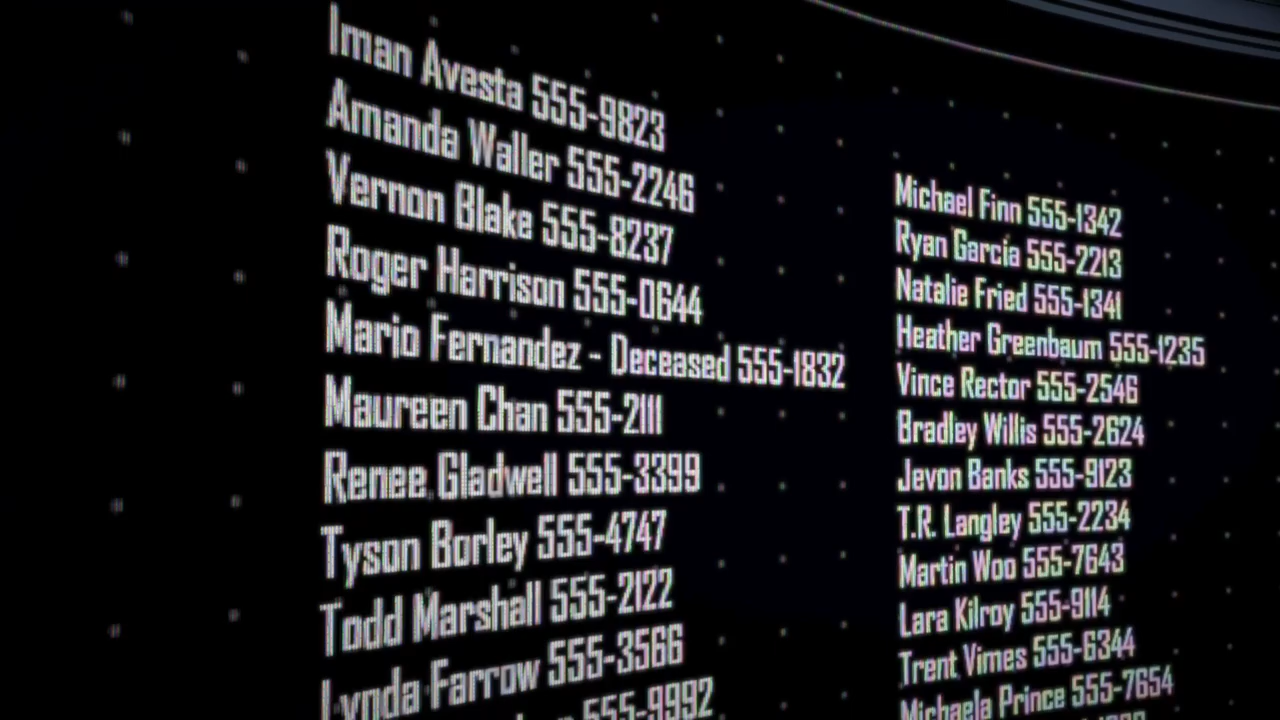 Iman Avesta 555-9823
Amanda Waller 555-2246
Vernon Blake 555-8237
Roger Harrison 555-0644
Mario Fernandez - Deceased 555-1832
Maureen Chan 555-2111
Renee Gladwell 555-3399
Tyson Borley 555-4747
Todd Marshall 555-2122
Lynda Farrow 555-3566
555-9992
Michael Finn 555-1342
Ryan Garcia 555-2213
Natalie Fried 555-1341
Heather Greenbaum 555-1235
Vince Rector 555-2546
Bradley Willis 555-2624
Jevon Banks 555-9123
T.R. Langley 555-2234
Martin Woo 555-7643
Lara Kilroy 555-9114
Trent Vimes 555-6344
Michaela Prince 555-7654